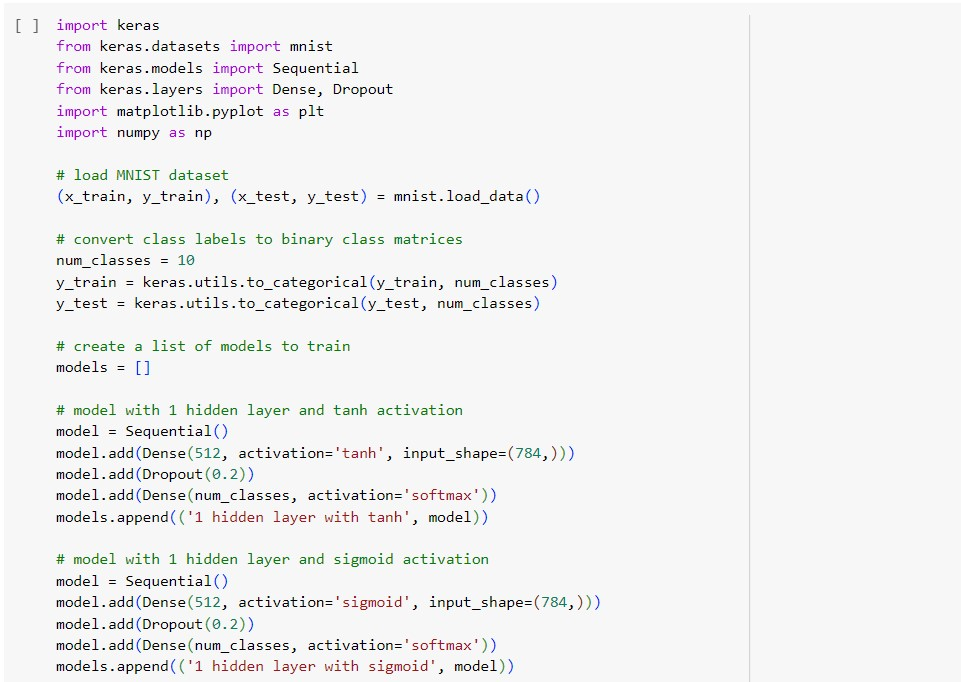 [ ] import keras
from keras.datasets import mnist
from keras.models import Sequential
from keras.layers import Dense, Dropout
import matplotlib.pyplot as plt
import numpy as np
# load MNIST dataset
(x_train, y_train), (x_test, y_test) = mnist.load_data()
# convert class labels to binary class matrices
num_classes = 10
y_train = keras.utils.to_categorical(y_train, num_classes)
y_test = keras.utils.to_categorical(y_test, num_classes)
# create a list of models to train
models = []
# model with 1 hidden layer and tanh activation
model = Sequential()
model.add(Dense(512, activation='tanh', input_shape=(784,)))
model.add(Dropout(0.2))
model.add(Dense(num_classes, activation='softmax'))
models.append(('1 hidden layer with tanh', model))
# model with 1 hidden layer and sigmoid activation
model = Sequential()
model.add(Dense(512, activation='sigmoid', input_shape=(784,)))
model.add(Dropout(0.2))
model.add(Dense(num_classes, activation='softmax'))
models.append(('1 hidden layer with sigmoid', model))